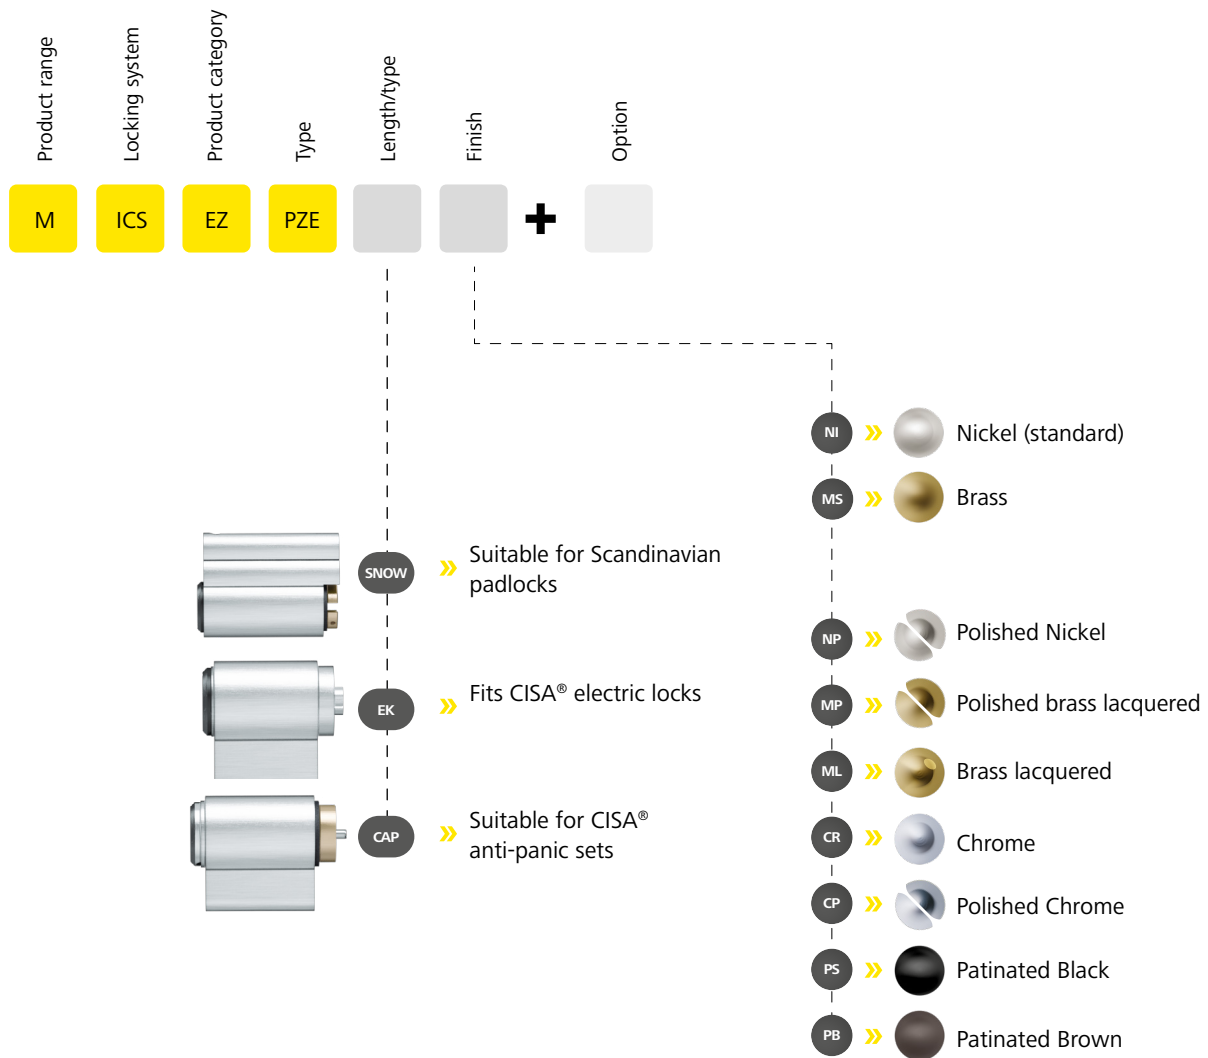 Product range
Locking system
Product category
Type
Length/type
Finish
Option
M
ICS
EZ
PZE
+
NI » Nickel (standard)
MS » Brass
SNOW » Suitable for Scandinavian
padlocks
NP » Polished Nickel
EK » Fits CISA® electric locks
MP » Polished brass lacquered
ML » Brass lacquered
CAP » Suitable for CISA®
anti-panic sets
CR » Chrome
CP » Polished Chrome
PS » Patinated Black
PB » Patinated Brown